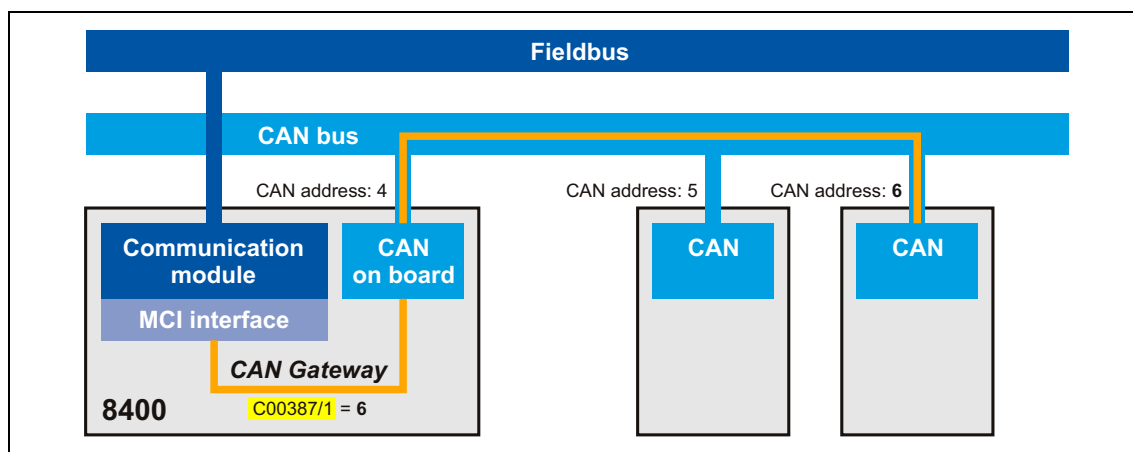 Fieldbus
CAN bus
CAN address: 4
CAN address: 5
CAN address: 6
Communication
module
MCI interface
CAN
on board
CAN
CAN
CAN Gateway
8400
C00387/1 = 6